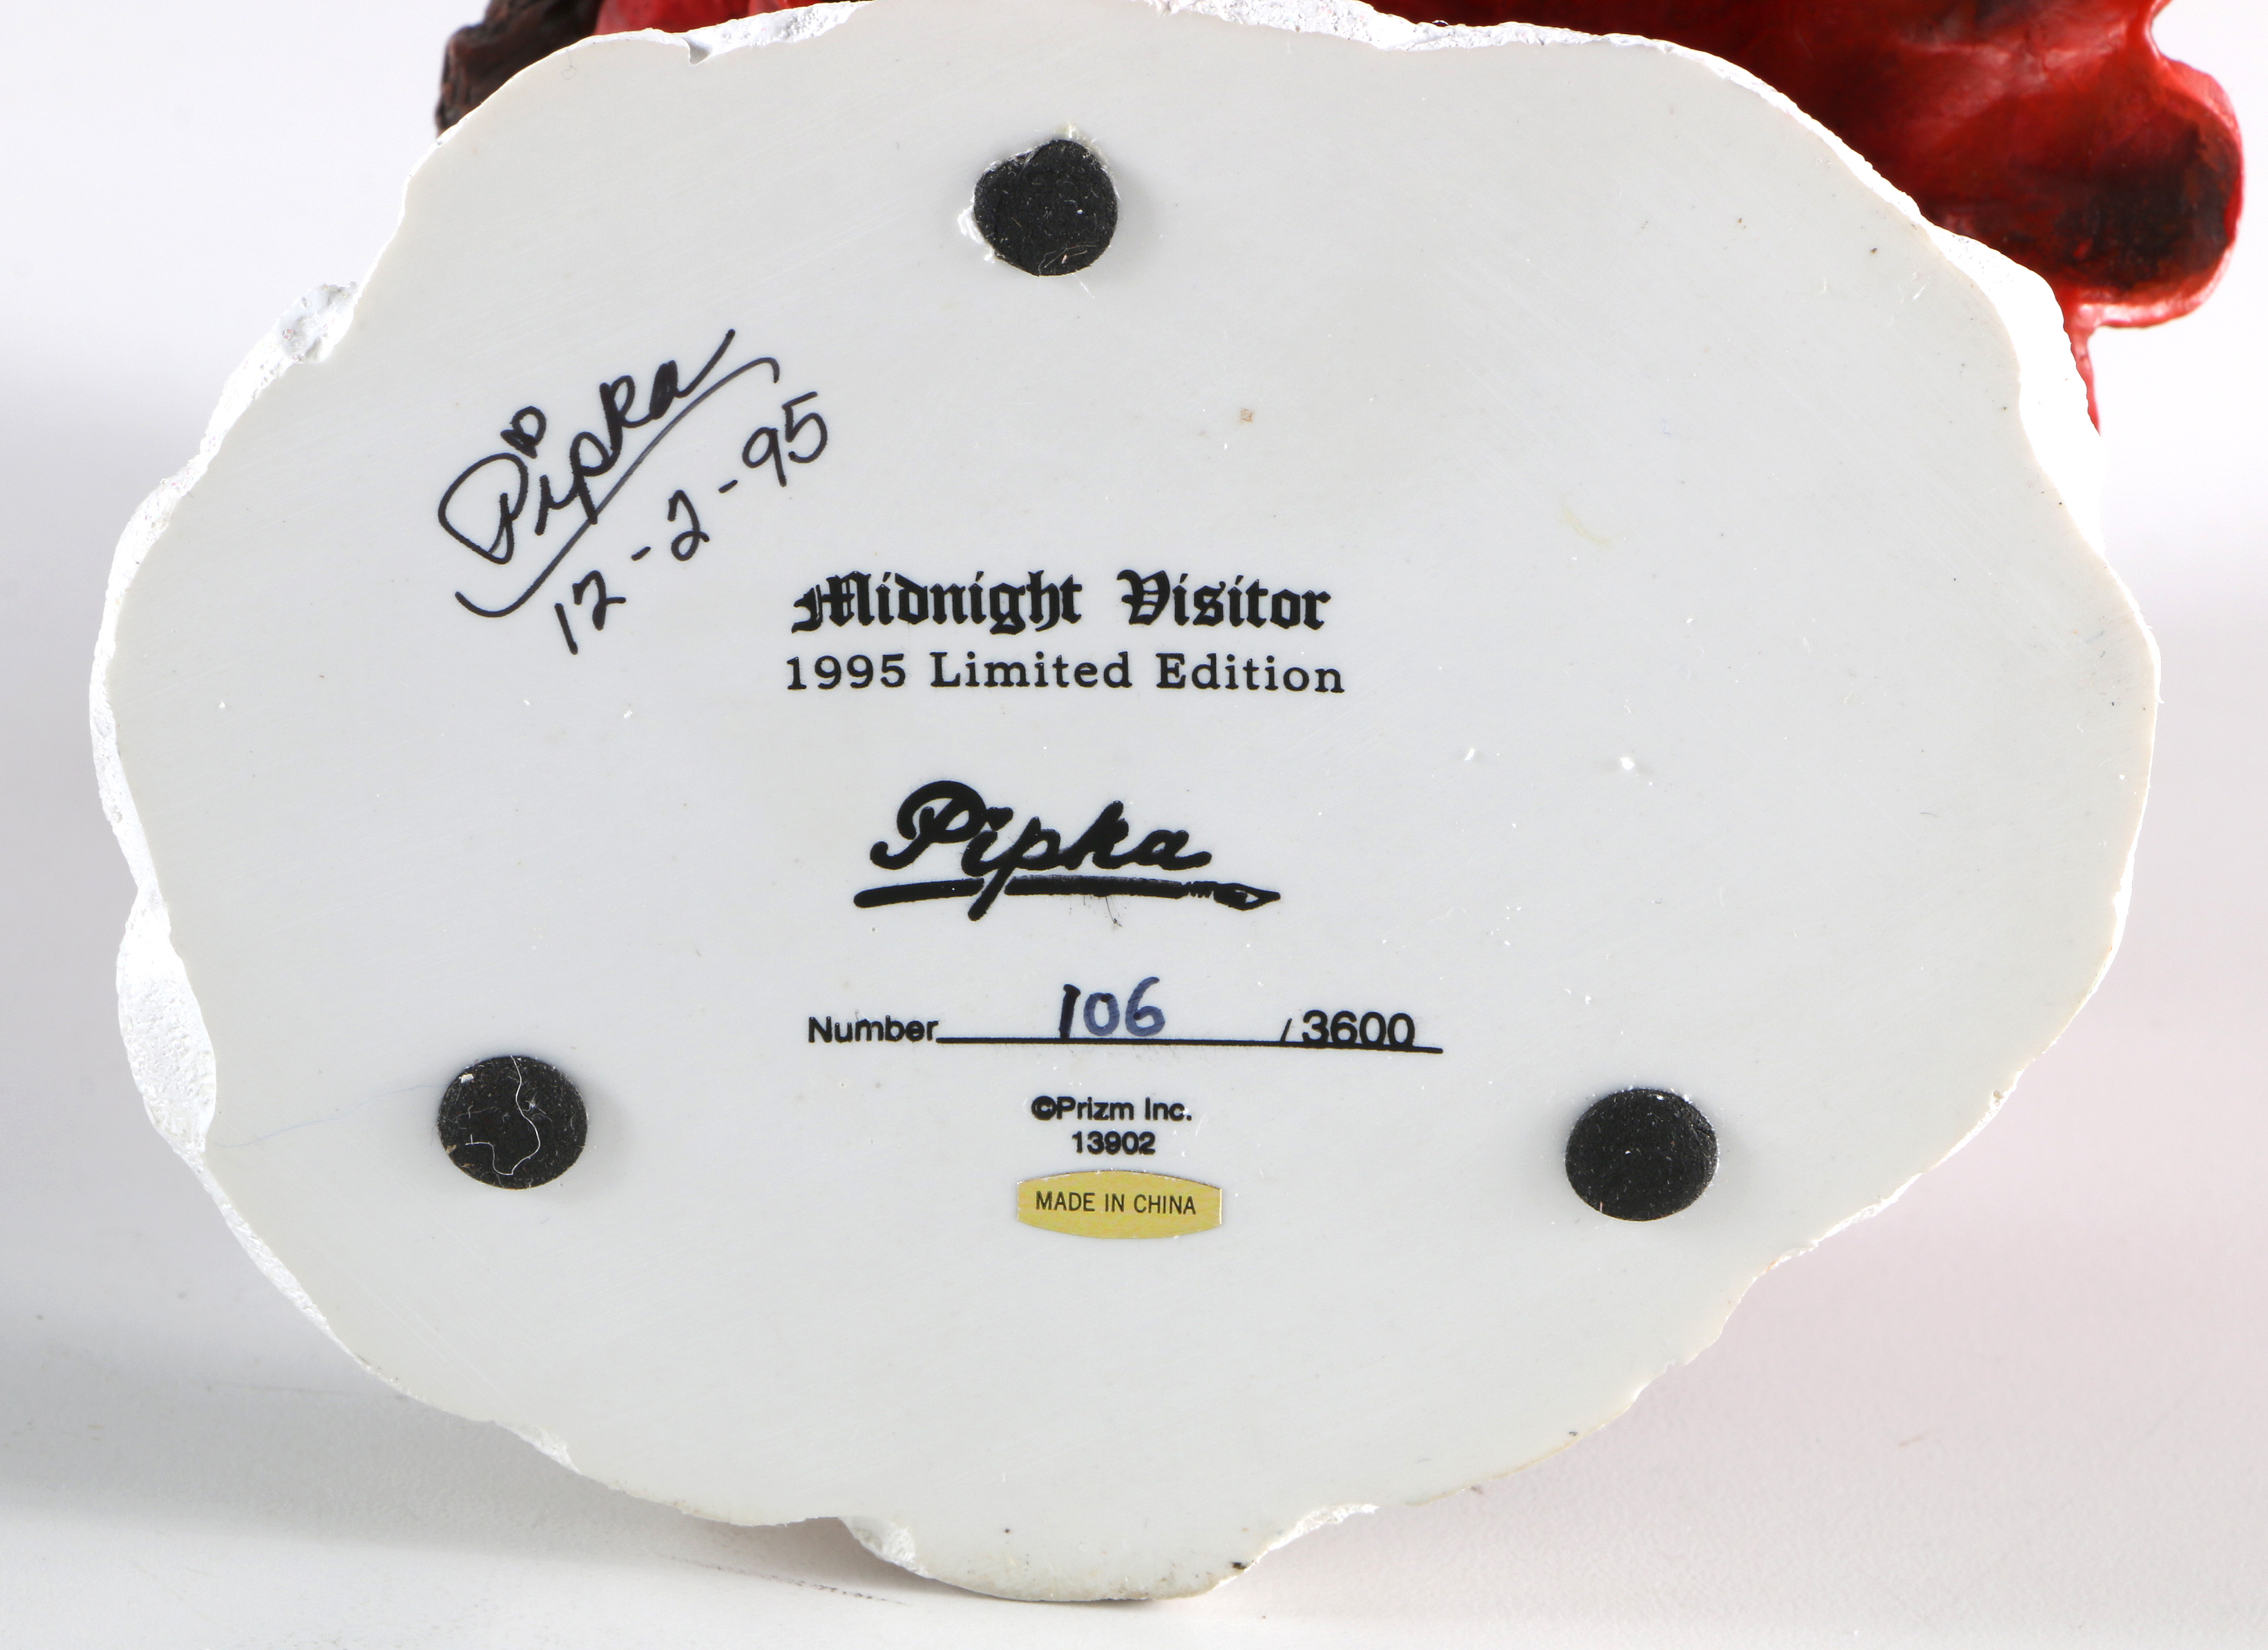 Pipka
12-2-95
Midnight Visitor
1995 Limited Edition
Pipka
Number 106 /3600
©Prizm Inc.
13902
MADE IN CHINA